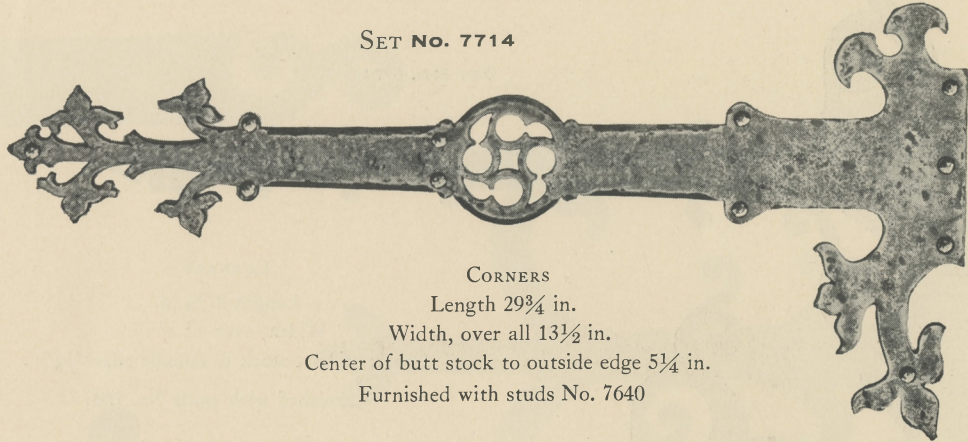 SET No. 7714
CORNERS
Length 29¾ in.
Width, over all 13½ in.
Center of butt stock to outside edge 5¼ in.
Furnished with studs No. 7640